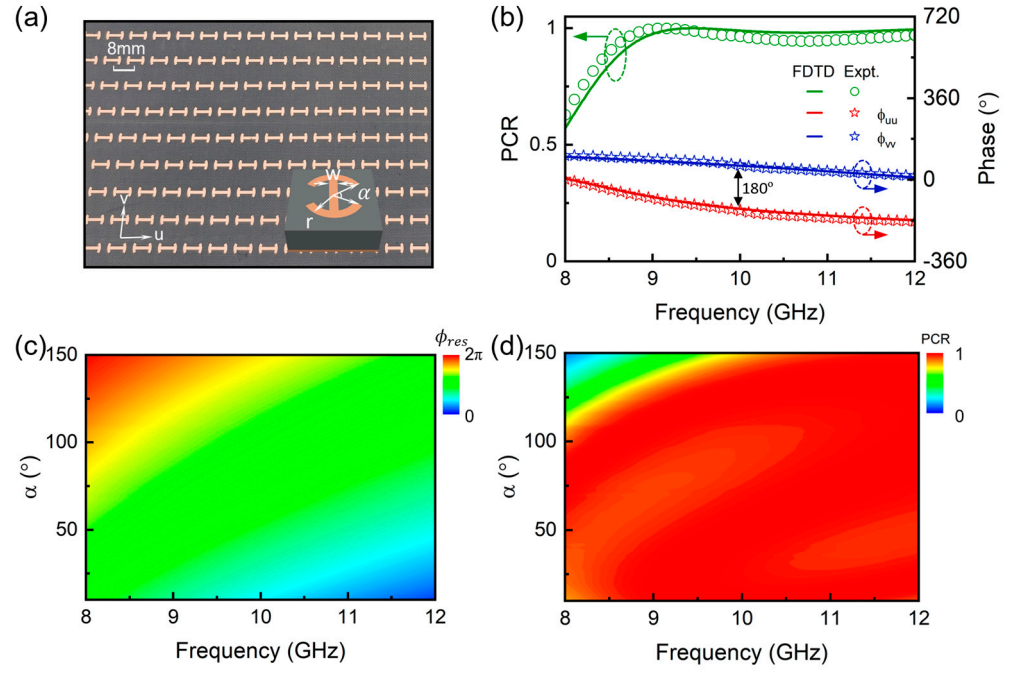 (a)
8mm
w
α
r
v
u
(b)
1
0.5
0
PCR
720
360
0
-360
Phase (°)
FDTD Expt.
ϕuu
ϕvv
180°
8 9 10 11 12
Frequency (GHz)
(c)
ϕres
2π
0
150
100
50
α (°)
8 9 10 11 12
Frequency (GHz)
(d)
PCR
1
0
150
100
50
α (°)
8 9 10 11 12
Frequency (GHz)